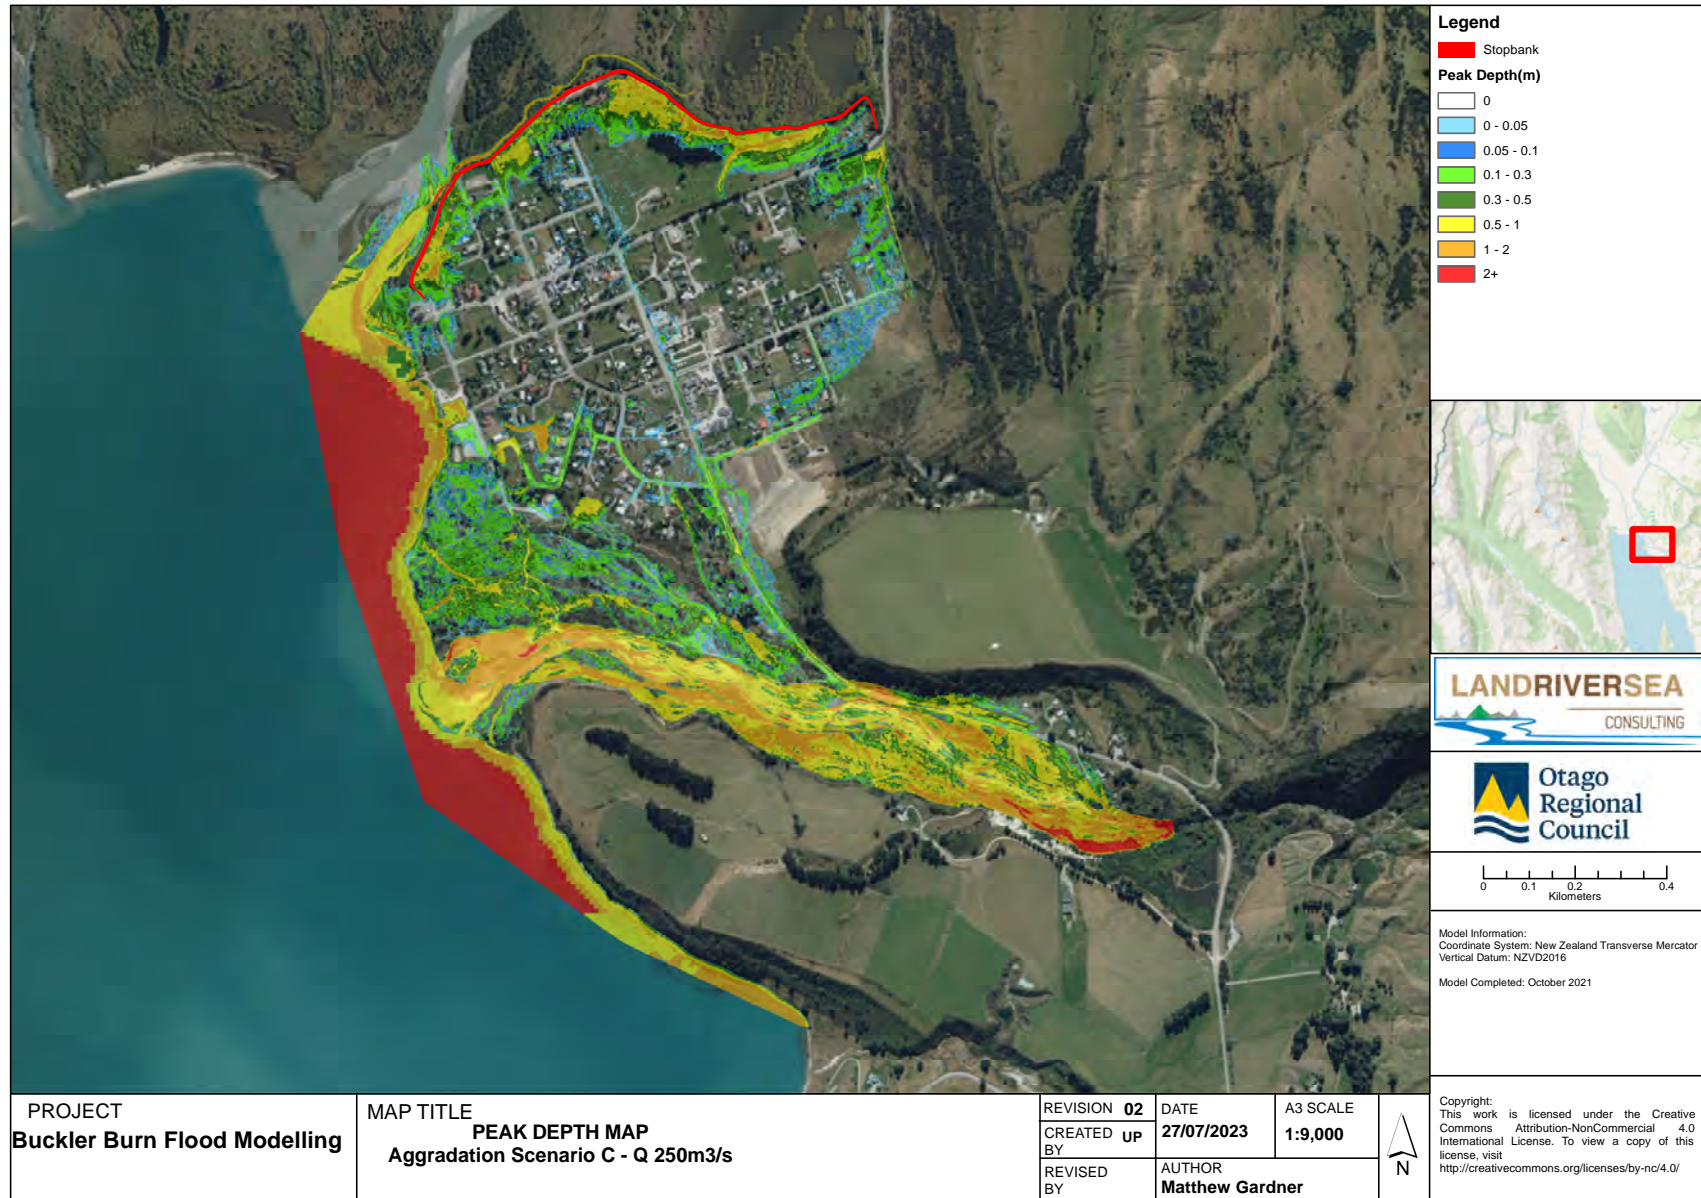 Legend
Stopbank
Peak Depth(m)
0
0 - 0.05
0.05 - 0.1
0.1 - 0.3
0.3 - 0.5
0.5 - 1
1 - 2
2+
LANDRIVERSEA
CONSULTING
Otago
Regional
Council
0 0.1 0.2 0.4
Kilometers
Model Information:
Coordinate System: New Zealand Transverse Mercator
Vertical Datum: NZVD2016
Model Completed: October 2021
Copyright:
This work is licensed under the Creative
Commons Attribution-NonCommercial 4.0
International License. To view a copy of this
license, visit
http://creativecommons.org/licenses/by-nc/4.0/
PROJECT
Buckler Burn Flood Modelling
MAP TITLE
PEAK DEPTH MAP
Aggradation Scenario C - Q 250m3/s
REVISION 02
CREATED BY UP
REVISED BY
DATE
27/07/2023
A3 SCALE
1:9,000
AUTHOR
Matthew Gardner
N